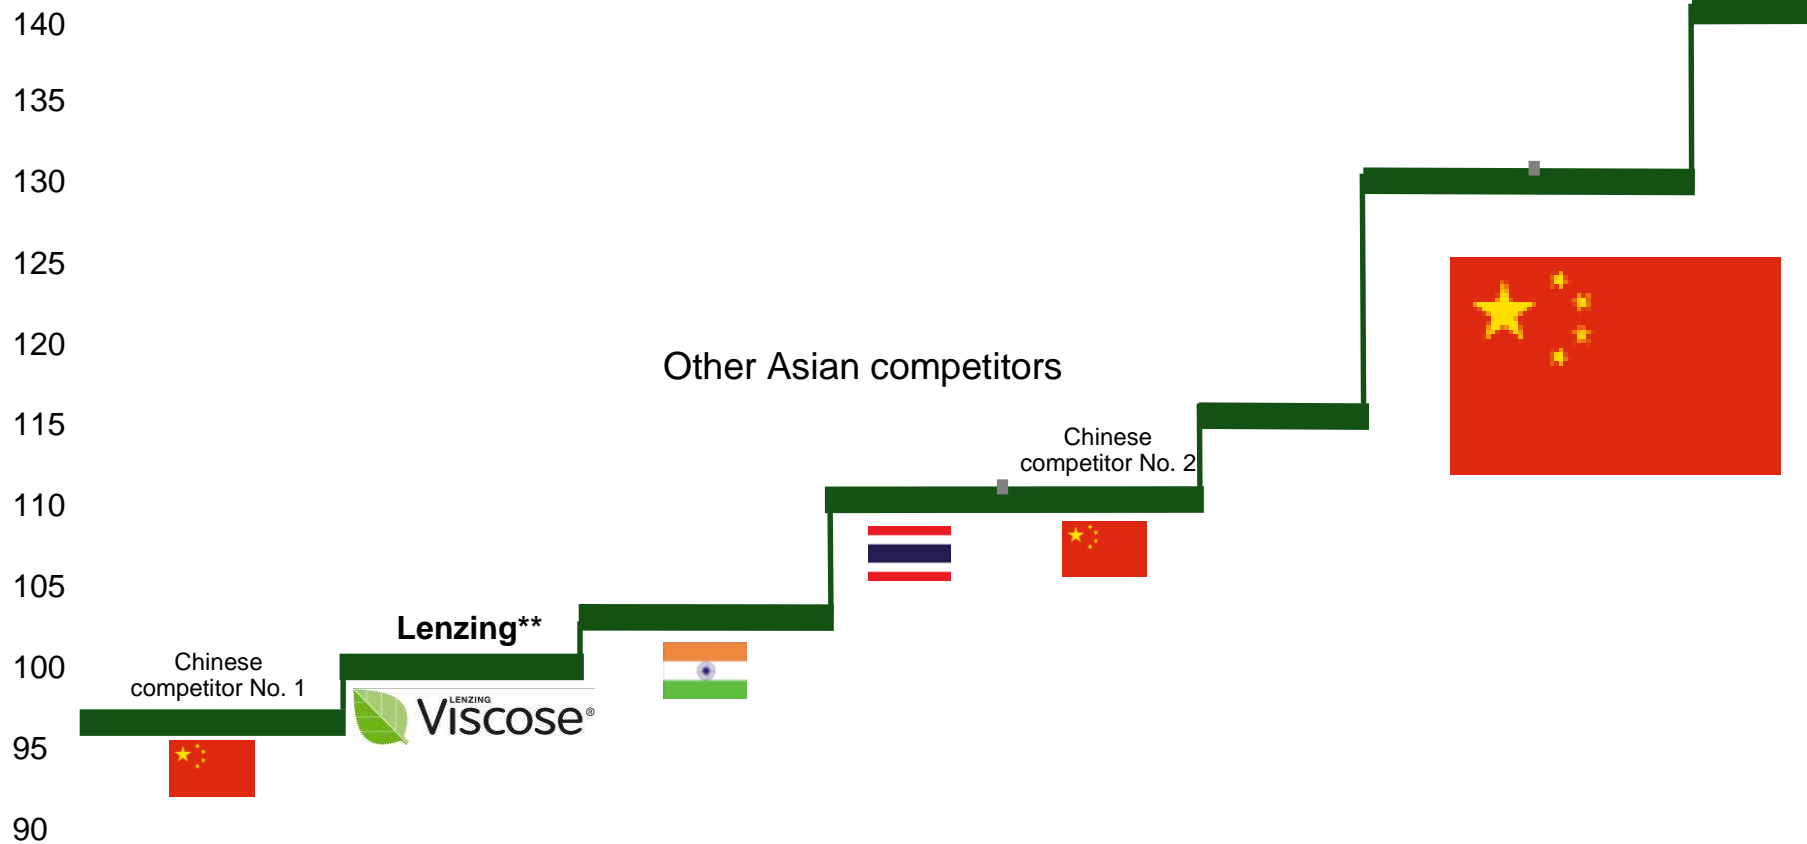 140
135
130
125
120
Other Asian competitors
115
Chinese
competitor No. 2
110
105
Lenzing**
100
Chinese
competitor No. 1
LENZING
Viscose®
95
90